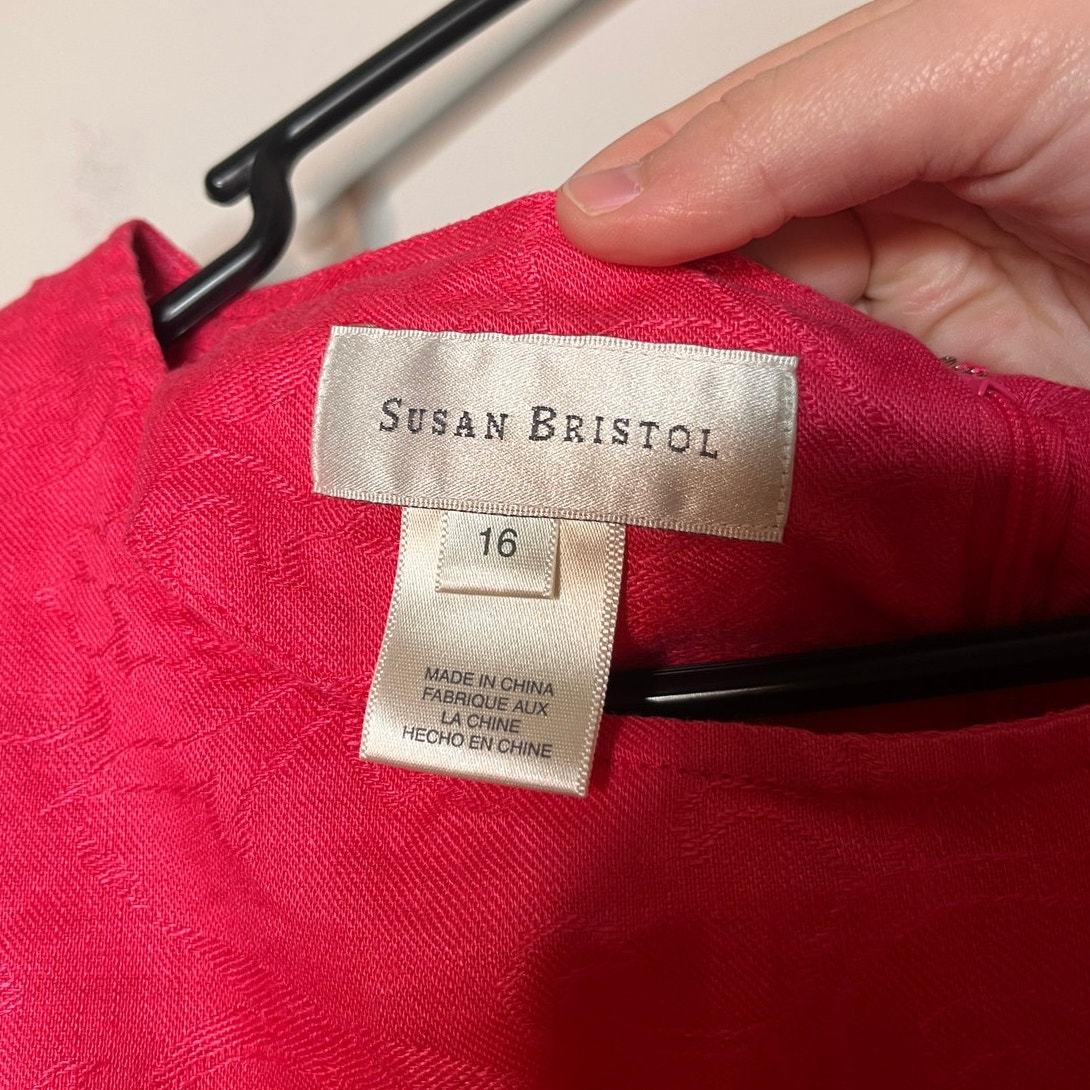 SUSAN BRISTOL
16
MADE IN CHINA
FABRIQUE AUX
LA CHINE
HECHO EN CHINE